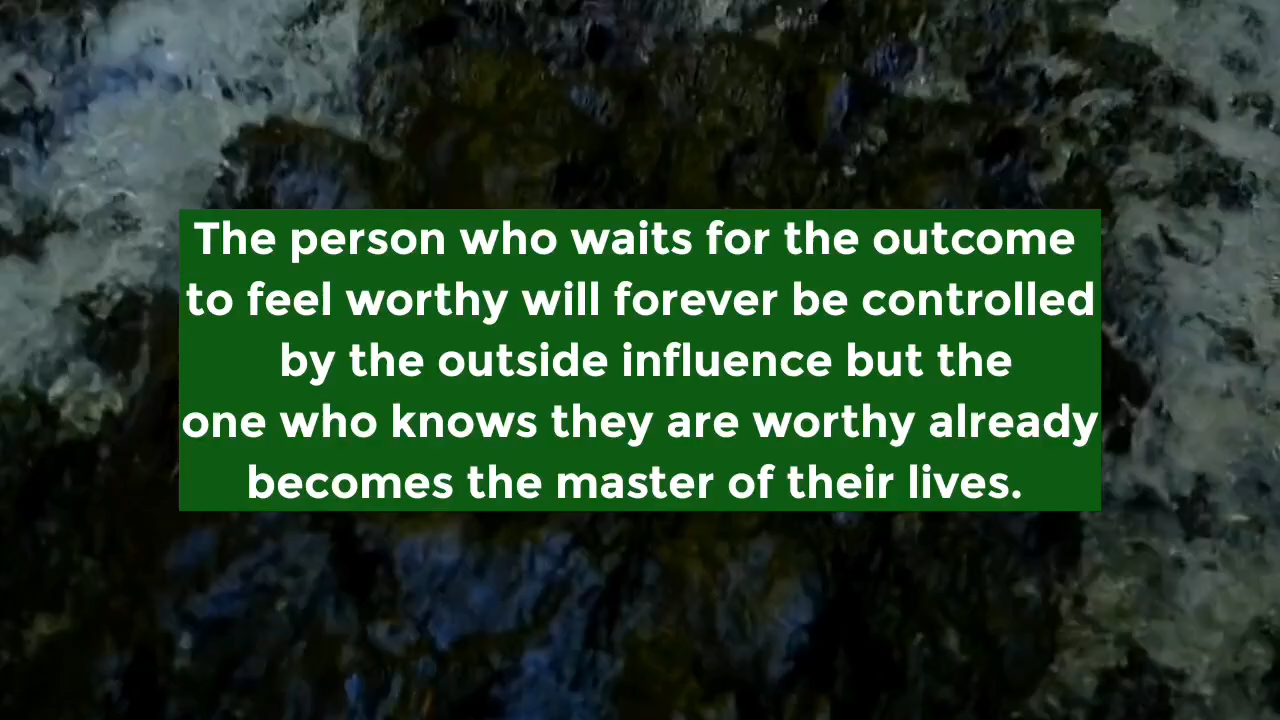 The person who waits for the outcome
to feel worthy will forever be controlled
by the outside influence but the
one who knows they are worthy already
becomes the master of their lives.